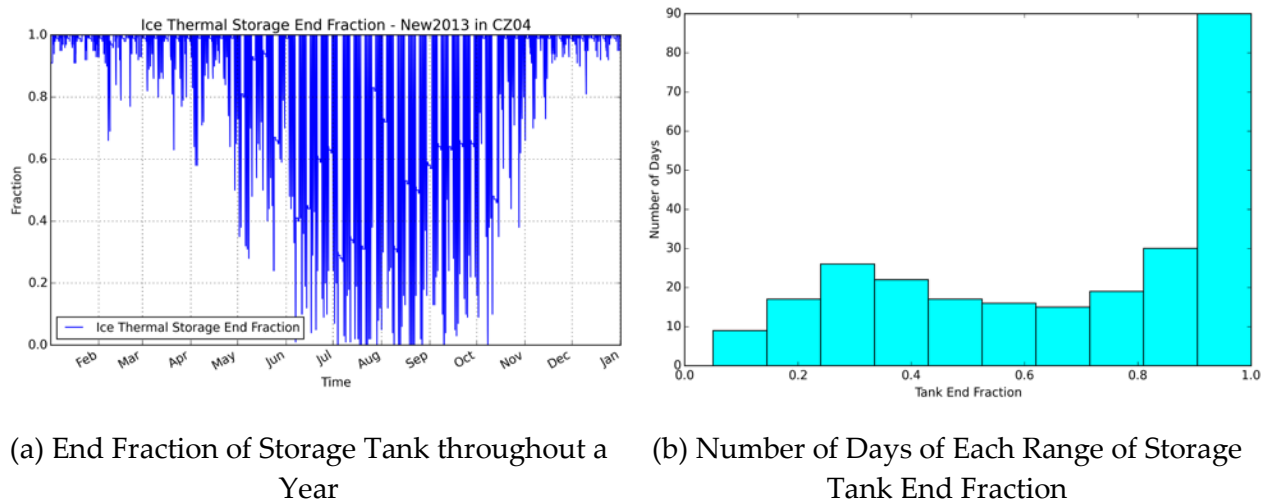 Ice Thermal Storage End Fraction - New2013 in CZ04
1.0
0.8
0.6
0.4
0.2
0.0
Fraction
Ice Thermal Storage End Fraction
Feb Mar Apr May Jun Jul Aug Sep Oct Nov Dec Jan
Time
90
80
70
60
50
40
30
20
10
0
Number of Days
0.0 0.2 0.4 0.6 0.8 1.0
Tank End Fraction
(a) End Fraction of Storage Tank throughout a
Year
(b) Number of Days of Each Range of Storage
Tank End Fraction